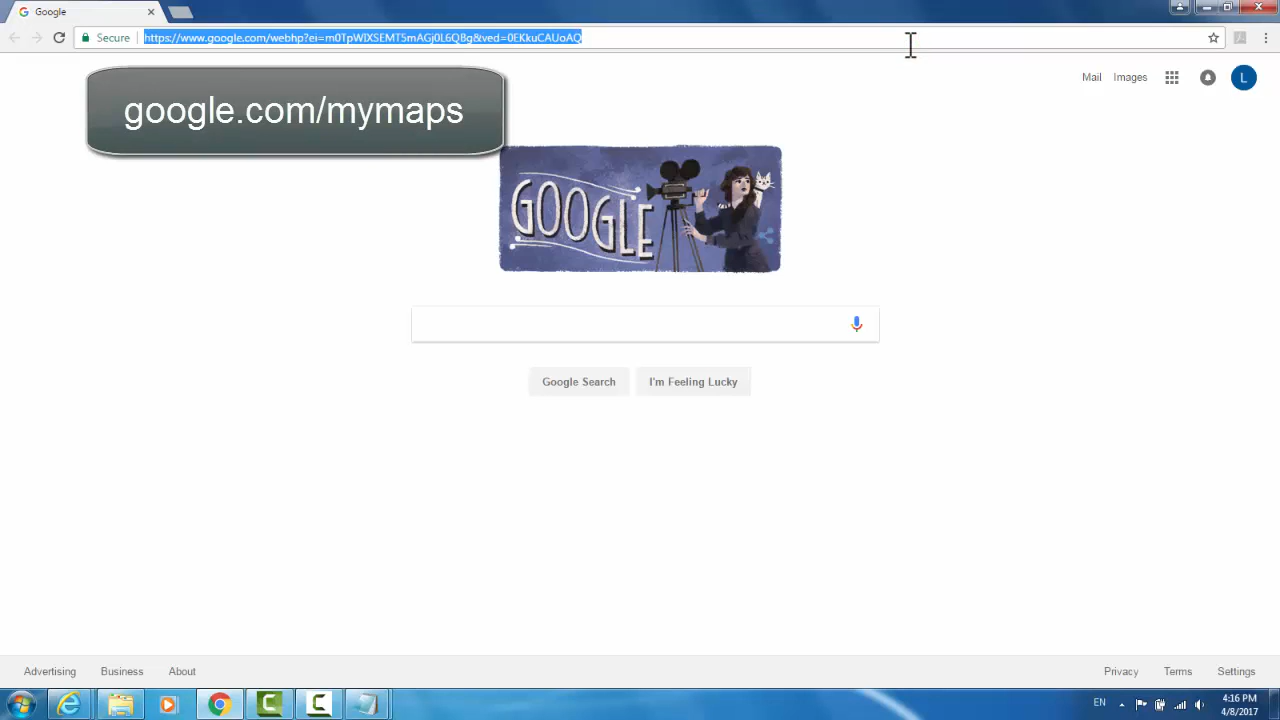 Google
Secure
https://www.google.com/webhp?ei=m0TpWIXSEMT5mAGj0L6QBg&ved=0EKkuCAUoAQ
google.com/mymaps
Mail
Images
L
GOOGLE
Google Search
I'm Feeling Lucky
Advertising
Business
About
Privacy
Terms
Settings
EN
4:16 PM
4/8/2017